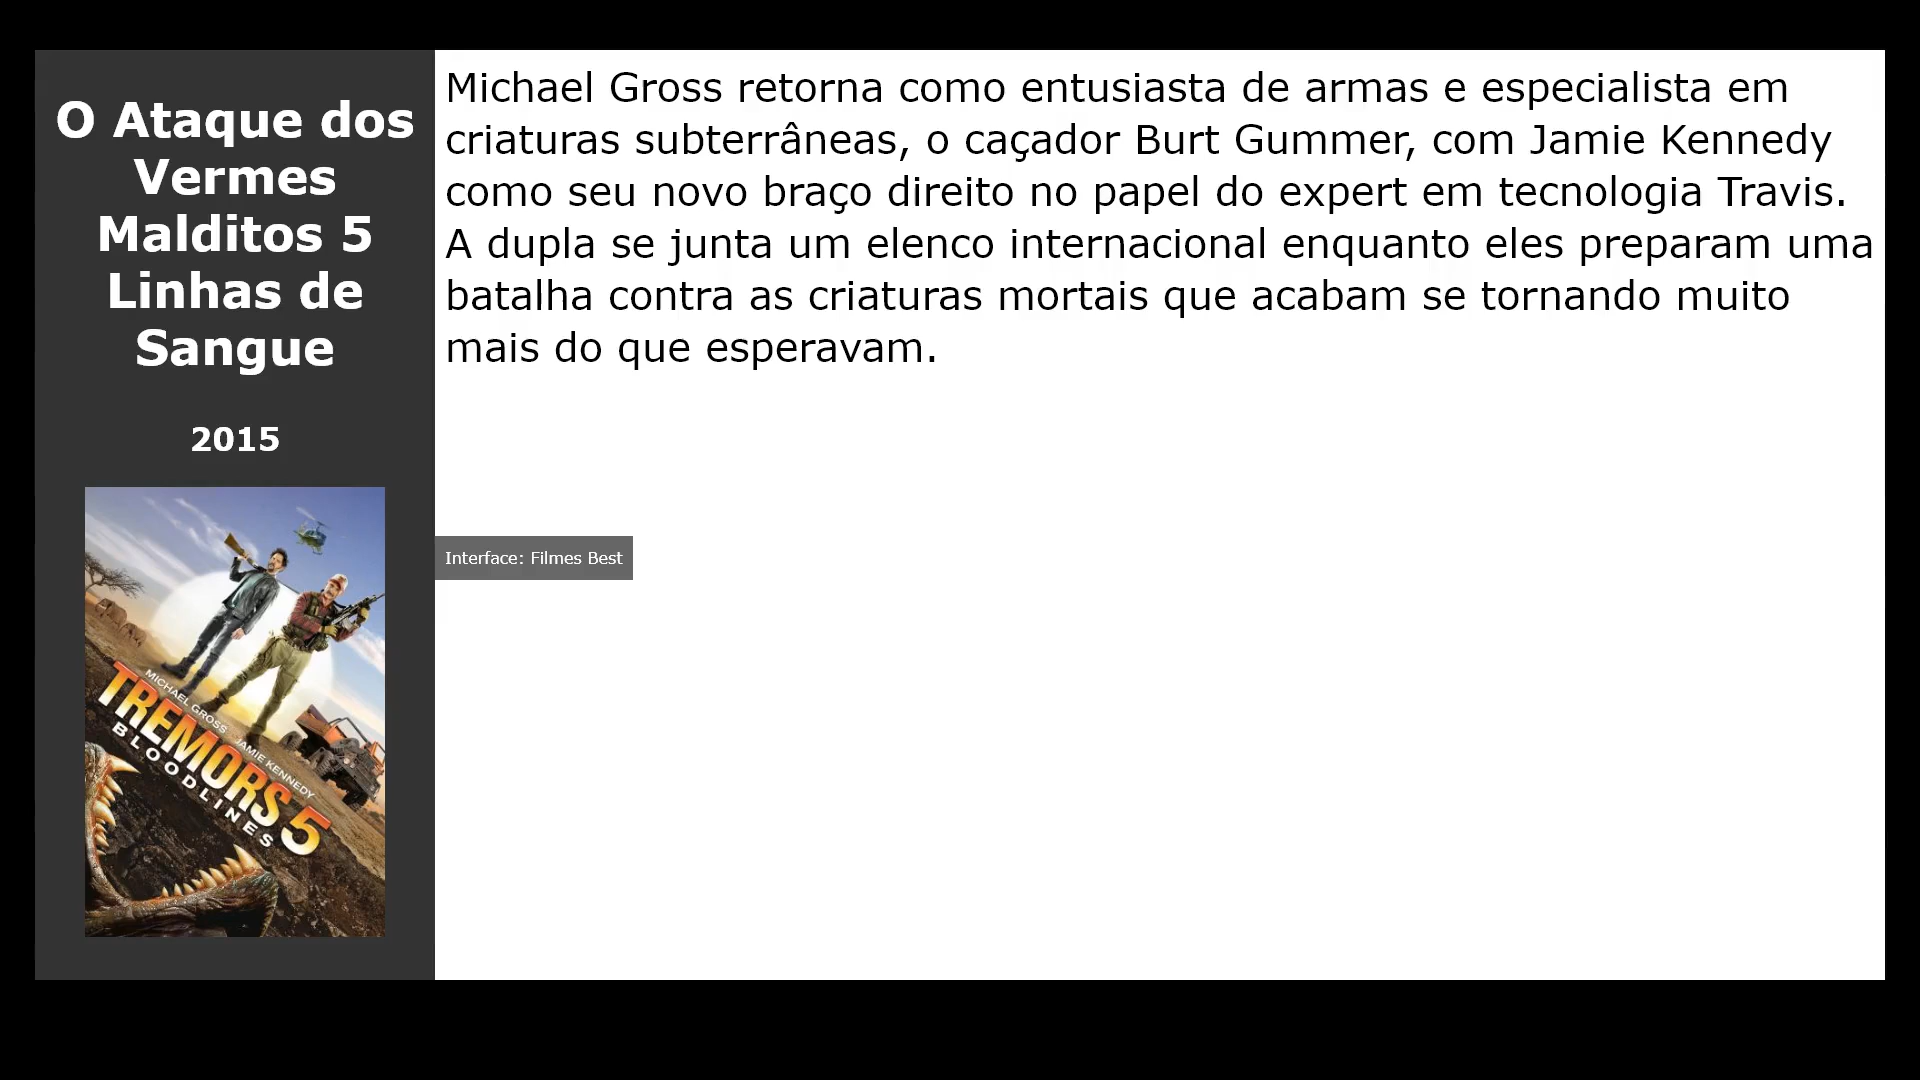 O Ataque dos
Vermes
Malditos 5
Linhas de
Sangue
2015
MICHAEL GROSS
JAMIE KENNEDY
TREMORS 5
BLOODLINES
Michael Gross retorna como entusiasta de armas e especialista em
criaturas subterrâneas, o caçador Burt Gummer, com Jamie Kennedy
como seu novo braço direito no papel do expert em tecnologia Travis.
A dupla se junta um elenco internacional enquanto eles preparam uma
batalha contra as criaturas mortais que acabam se tornando muito
mais do que esperavam.
Interface: Filmes Best